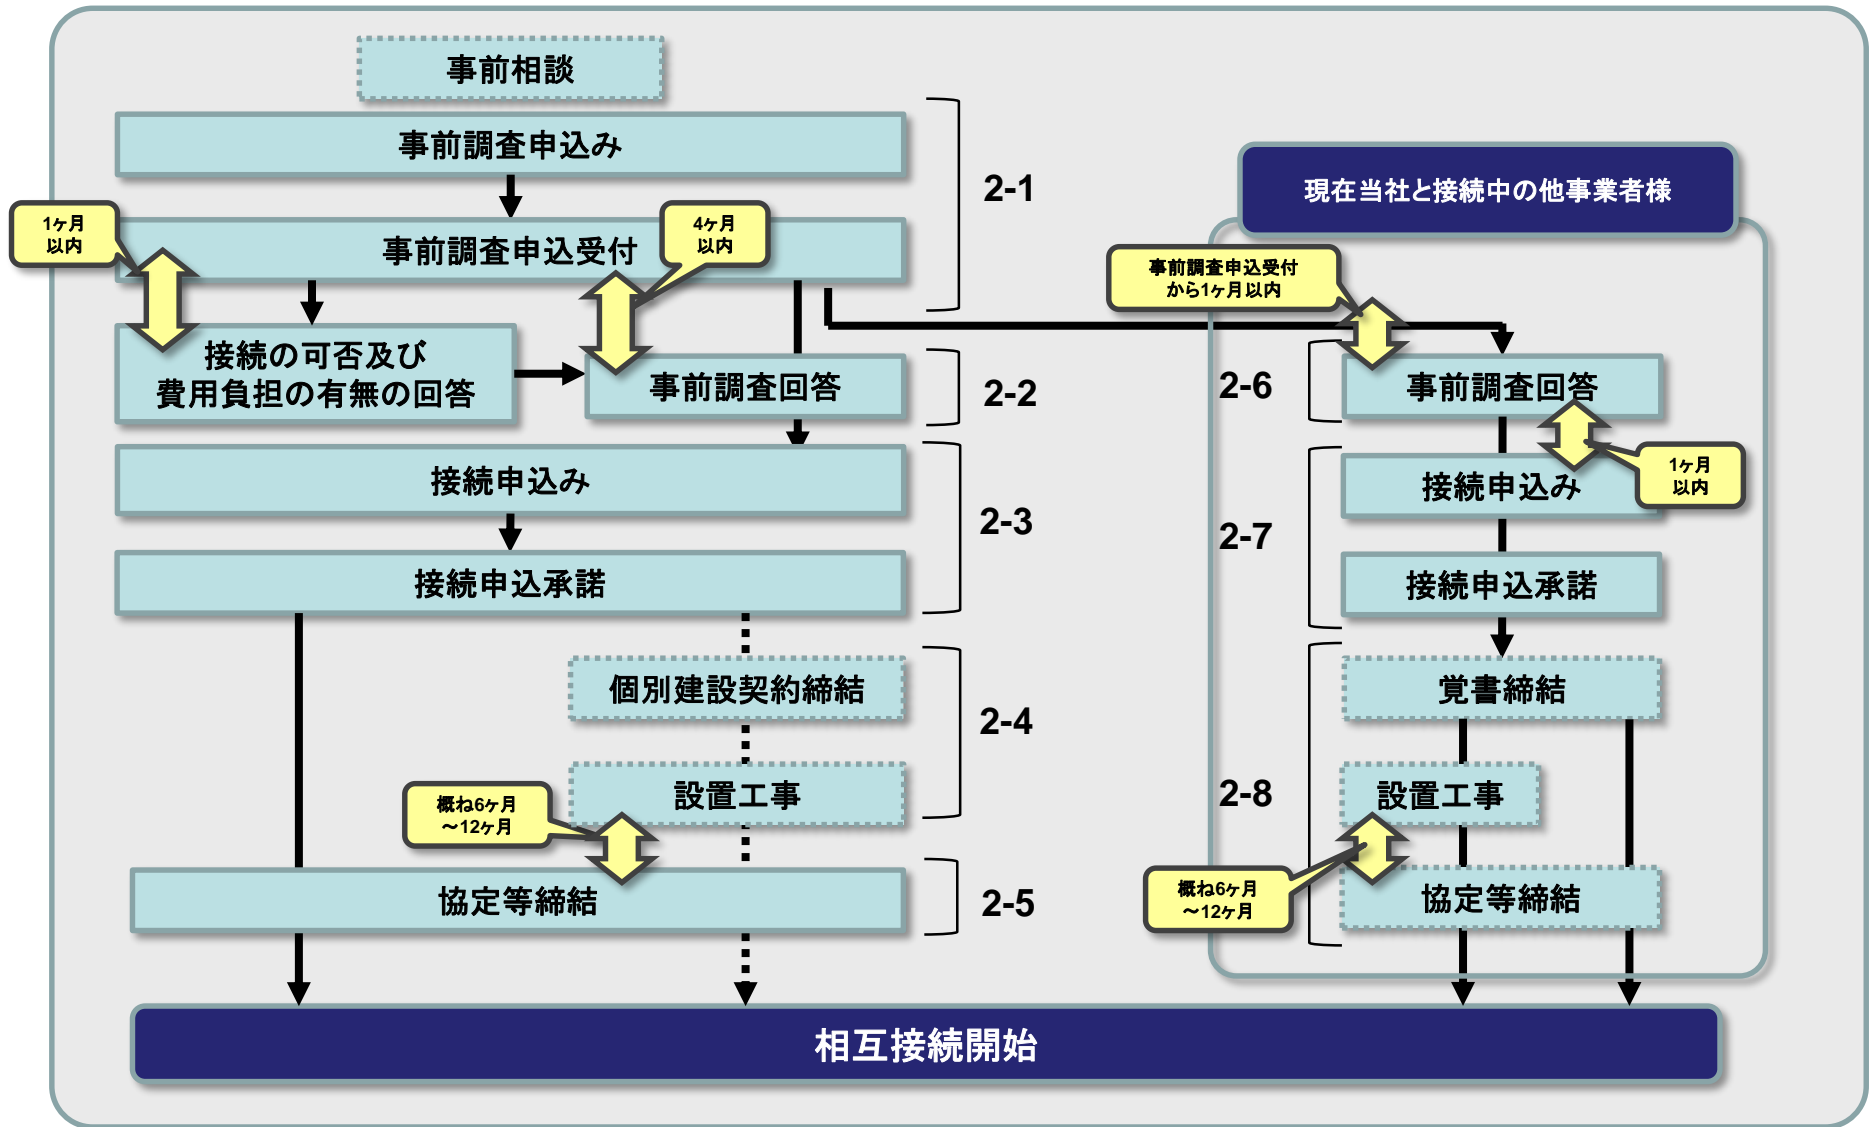 事前相談
事前調査申込み
2-1
1ヶ月
以内
事前調査申込受付
4ヶ月
以内
接続の可否及び
費用負担の有無の回答
事前調査回答
2-2
接続申込み
2-3
接続申込承諾
個別建設契約締結
2-4
設置工事
概ね6ヶ月
～12ヶ月
協定等締結
2-5
現在当社と接続中の他事業者様
事前調査申込受付
から1ヶ月以内
2-6
事前調査回答
1ヶ月
以内
接続申込み
2-7
接続申込承諾
覚書締結
2-8
設置工事
概ね6ヶ月
～12ヶ月
協定等締結
相互接続開始